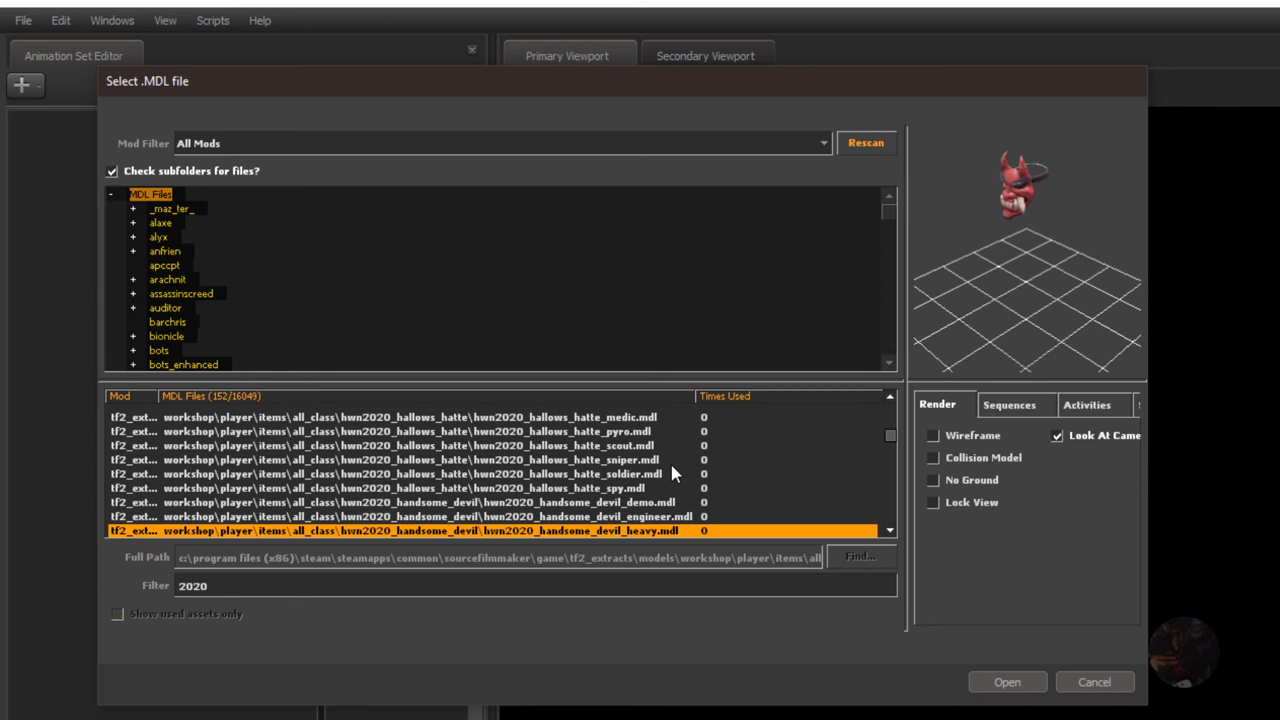 File Edit Windows View Scripts Help
Animation Set Editor
Primary Viewport Secondary Viewport
Select .MDL file
Mod Filter All Mods Rescan
Check subfolders for files?
- MDL Files
+ _maz_ter_
+ alaxe
+ alyx
+ anfrien
apccpt
+ arachnit
+ assassinscreed
+ auditor
barchris
+ bionicle
+ bots
+ bots_enhanced
Mod MDL Files (152/16049) Times Used
tf2_ext... workshop\player\items\all_class\hwn2020_hallows_hatte\hwn2020_hallows_hatte_medic.mdl 0
tf2_ext... workshop\player\items\all_class\hwn2020_hallows_hatte\hwn2020_hallows_hatte_pyro.mdl 0
tf2_ext... workshop\player\items\all_class\hwn2020_hallows_hatte\hwn2020_hallows_hatte_scout.mdl 0
tf2_ext... workshop\player\items\all_class\hwn2020_hallows_hatte\hwn2020_hallows_hatte_sniper.mdl 0
tf2_ext... workshop\player\items\all_class\hwn2020_hallows_hatte\hwn2020_hallows_hatte_soldier.mdl 0
tf2_ext... workshop\player\items\all_class\hwn2020_hallows_hatte\hwn2020_hallows_hatte_spy.mdl 0
tf2_ext... workshop\player\items\all_class\hwn2020_handsome_devil\hwn2020_handsome_devil_demo.mdl 0
tf2_ext... workshop\player\items\all_class\hwn2020_handsome_devil\hwn2020_handsome_devil_engineer.mdl 0
tf2_ext... workshop\player\items\all_class\hwn2020_handsome_devil\hwn2020_handsome_devil_heavy.mdl 0
Full Path c:\program files (x86)\steam\steamapps\common\sourcefilmmaker\game\tf2_extracts\models\workshop\player\items\all Find...
Filter 2020
Show used assets only
Render Sequences Activities
Wireframe Look At Came
Collision Model
No Ground
Lock View
Open Cancel